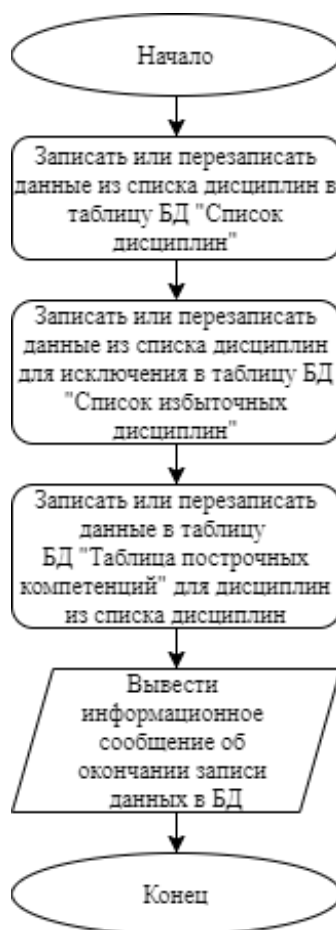 Начало
Записать или перезаписать
данные из списка дисциплин в
таблицу БД "Список
дисциплин"
Записать или перезаписать
данные из списка дисциплин
для исключения в таблицу БД
"Список избыточных
дисциплин"
Записать или перезаписать
данные в таблицу
БД "Таблица построчных
компетенций" для дисциплин
из списка дисциплин
Вывести
информационное
сообщение об
окончании записи
данных в БД
Конец